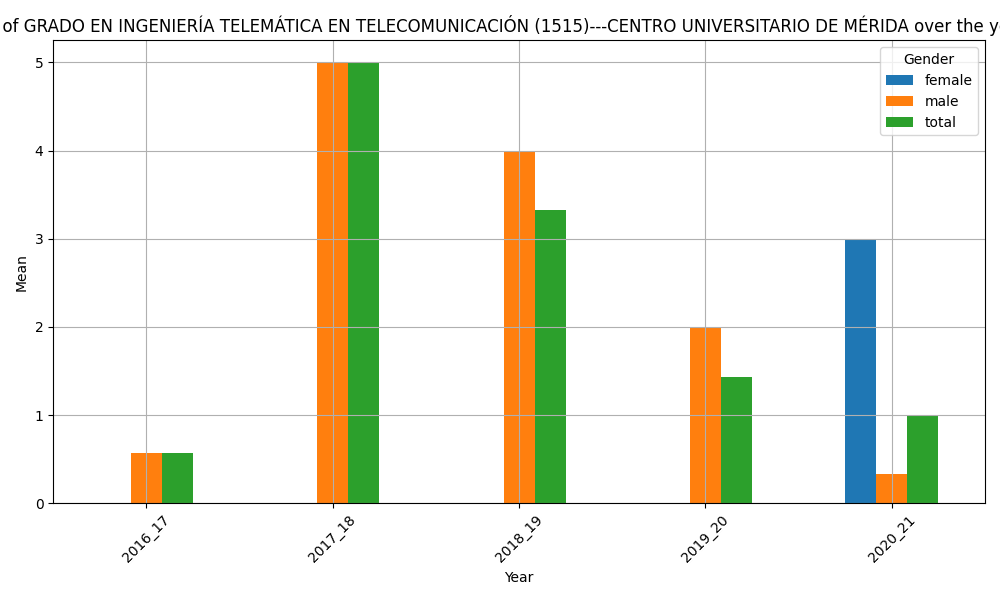 of GRADO EN INGENIERÍA TELEMÁTICA EN TELECOMUNICACIÓN (1515)---CENTRO UNIVERSITARIO DE MÉRIDA over the
Gender
female
male
total
Mean
5
4
3
2
1
0
2016_17
2017_18
2018_19
2019_20
2020_21
Year